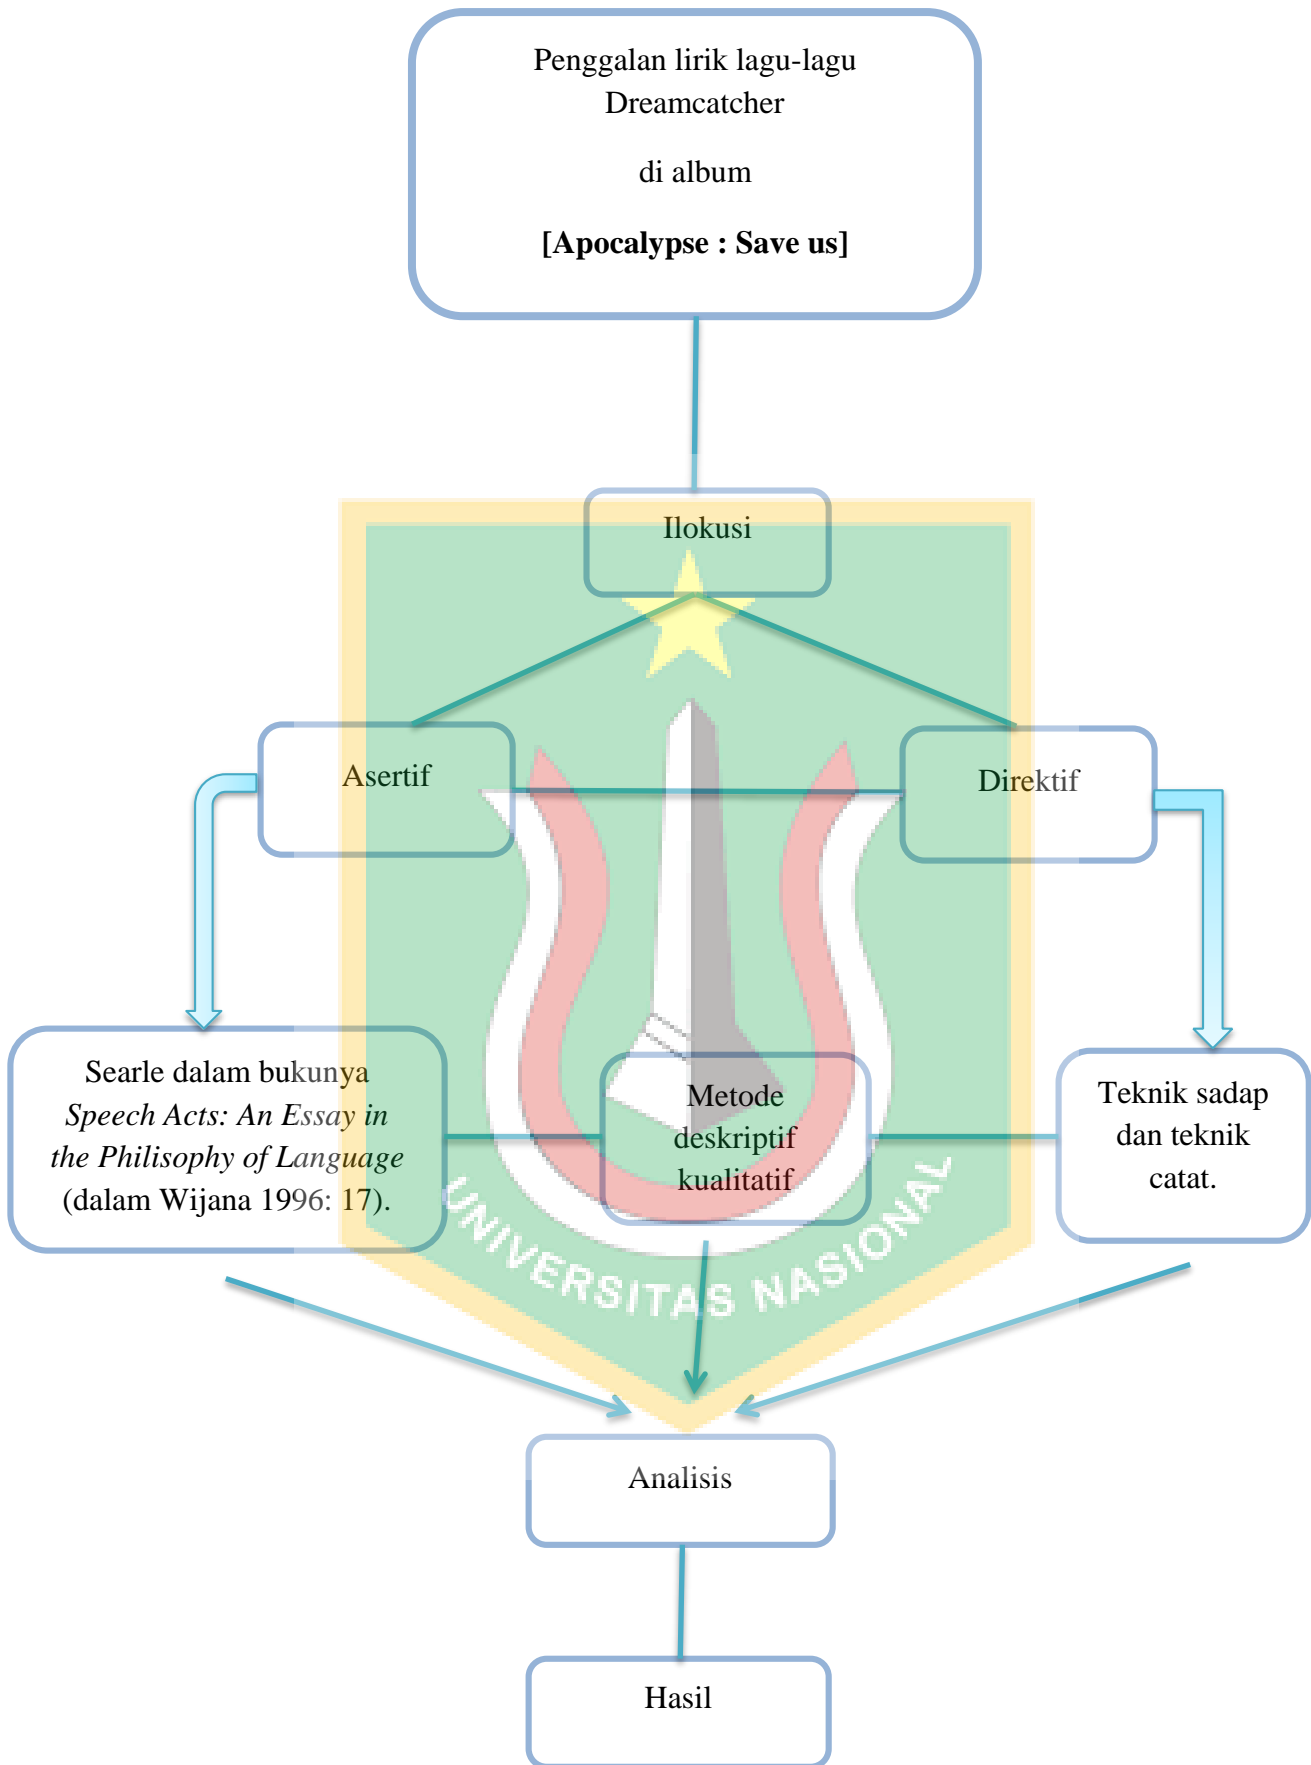 Penggalan lirik lagu-lagu
Dreamcatcher
di album
[Apocalypse : Save us]
Ilokusi
Asertif
Direktif
Searle dalam bukunya
Speech Acts: An Essay in
the Philisophy of Language
(dalam Wijana 1996: 17).
Metode
deskriptif
kualitatif
Teknik sadap
dan teknik
catat.
UNIVERSITAS NASIONAL
Analisis
Hasil